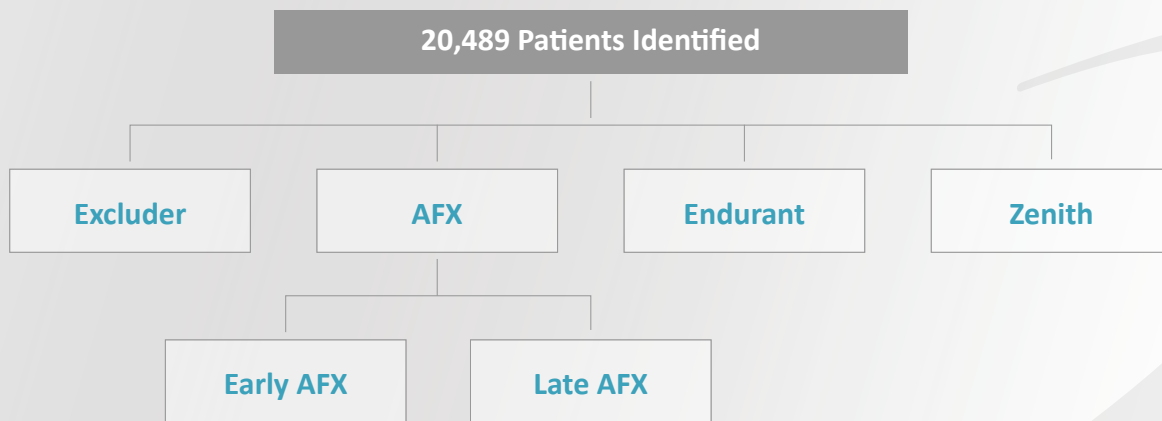 20,489 Patients Identified
Excluder
AFX
Endurant
Zenith
Early AFX
Late AFX